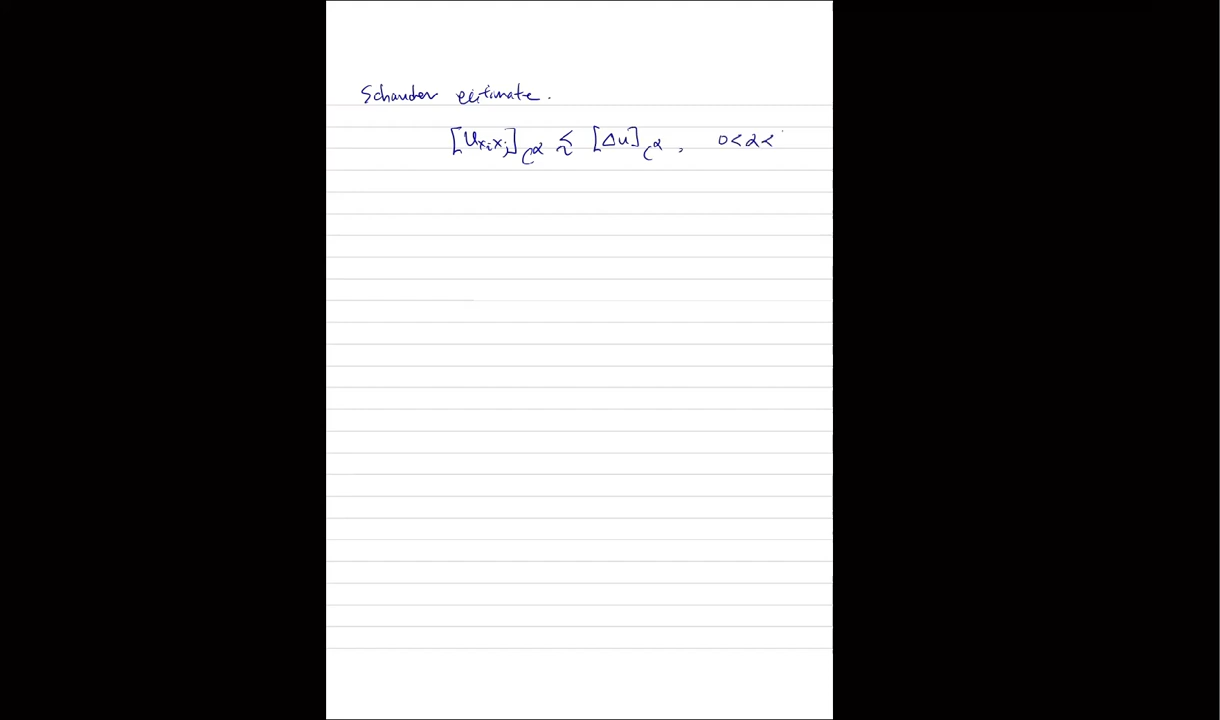 Schauder estimate.
[u_{x_i x_j}]_{C^α} ≲ [Δu]_{C^α} , 0<α<